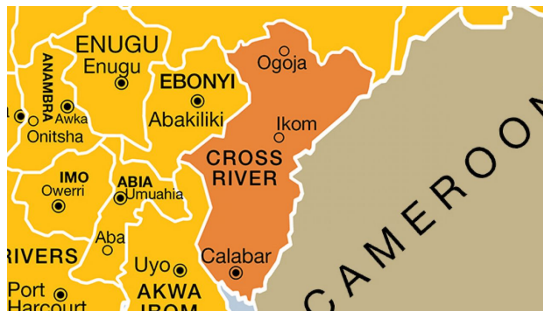 ENUGU
Enugu
ANAMBRA
Awka
Onitsha
EBONYI
Abakiliki
Ogoja
Ikom
CROSS
RIVER
IMO
Owerri
ABIA
Umuahia
Aba
RIVERS
Port
Harcourt
Uyo
AKWA
IBOM
Calabar
CAMEROON